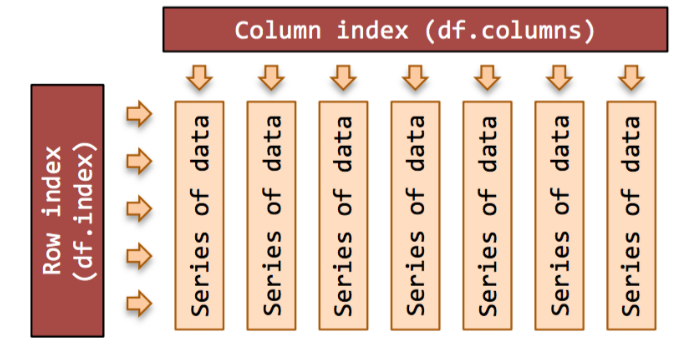 Column index (df.columns)
Row index
(df.index)
Series of data
Series of data
Series of data
Series of data
Series of data
Series of data
Series of data